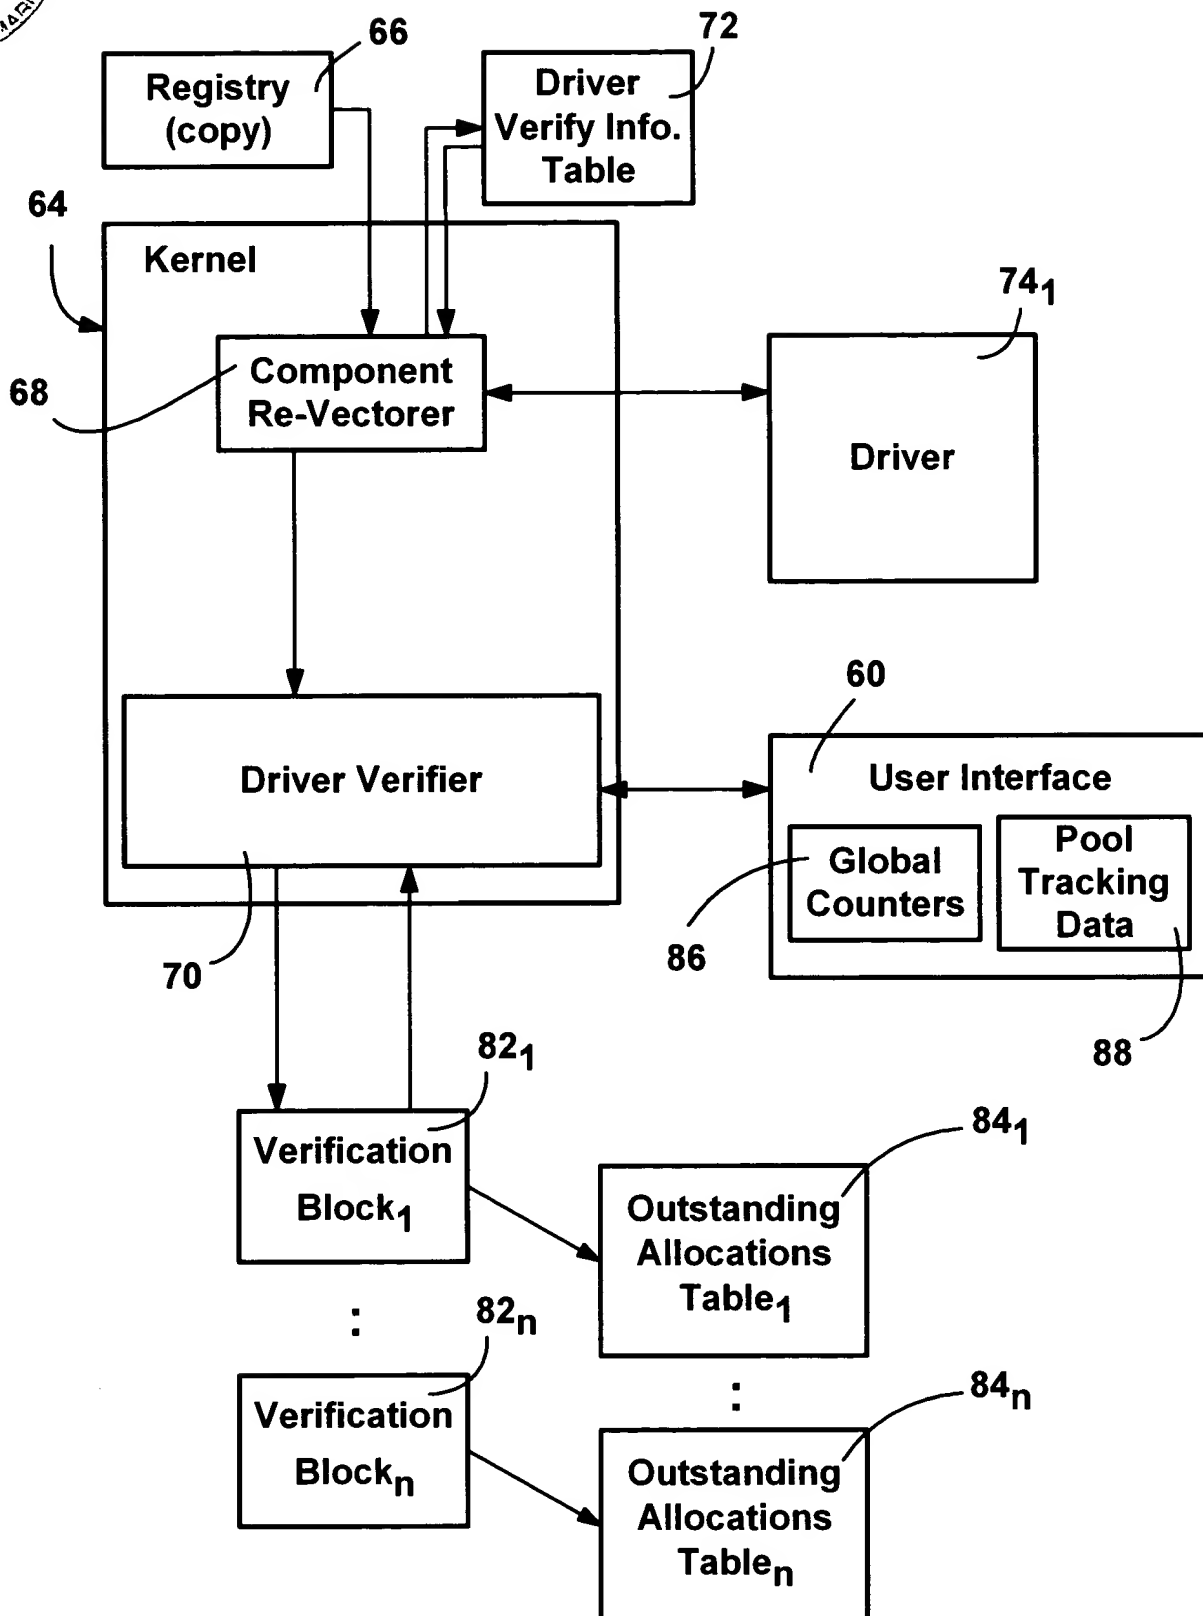 66
72
Registry
(copy)
Driver
Verify Info.
Table
64
Kernel
74₁
68
Component
Re-Vectorer
Driver
60
Driver Verifier
User Interface
Global
Counters
Pool
Tracking
Data
70
86
88
82₁
Verification
Block₁
84₁
Outstanding
Allocations
Table₁
:
82ₙ
:
Verification
Blockₙ
84ₙ
Outstanding
Allocations
Tableₙ